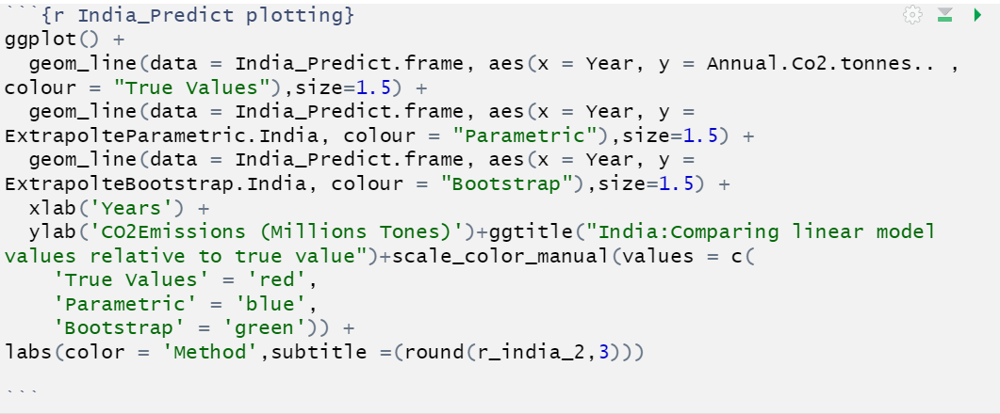 ```{r India_Predict plotting}
ggplot() +
  geom_line(data = India_Predict.frame, aes(x = Year, y = Annual.Co2.tonnes.. ,
colour = "True Values"),size=1.5) +
  geom_line(data = India_Predict.frame, aes(x = Year, y =
ExtrapolteParametric.India, colour = "Parametric"),size=1.5) +
  geom_line(data = India_Predict.frame, aes(x = Year, y =
ExtrapolteBootstrap.India, colour = "Bootstrap"),size=1.5) +
  xlab('Years') +
  ylab('CO2Emissions (Millions Tones)')+ggtitle("India:Comparing linear model
values relative to true value")+scale_color_manual(values = c(
    'True Values' = 'red',
    'Parametric' = 'blue',
    'Bootstrap' = 'green')) +
labs(color = 'Method',subtitle =(round(r_india_2,3)))
```